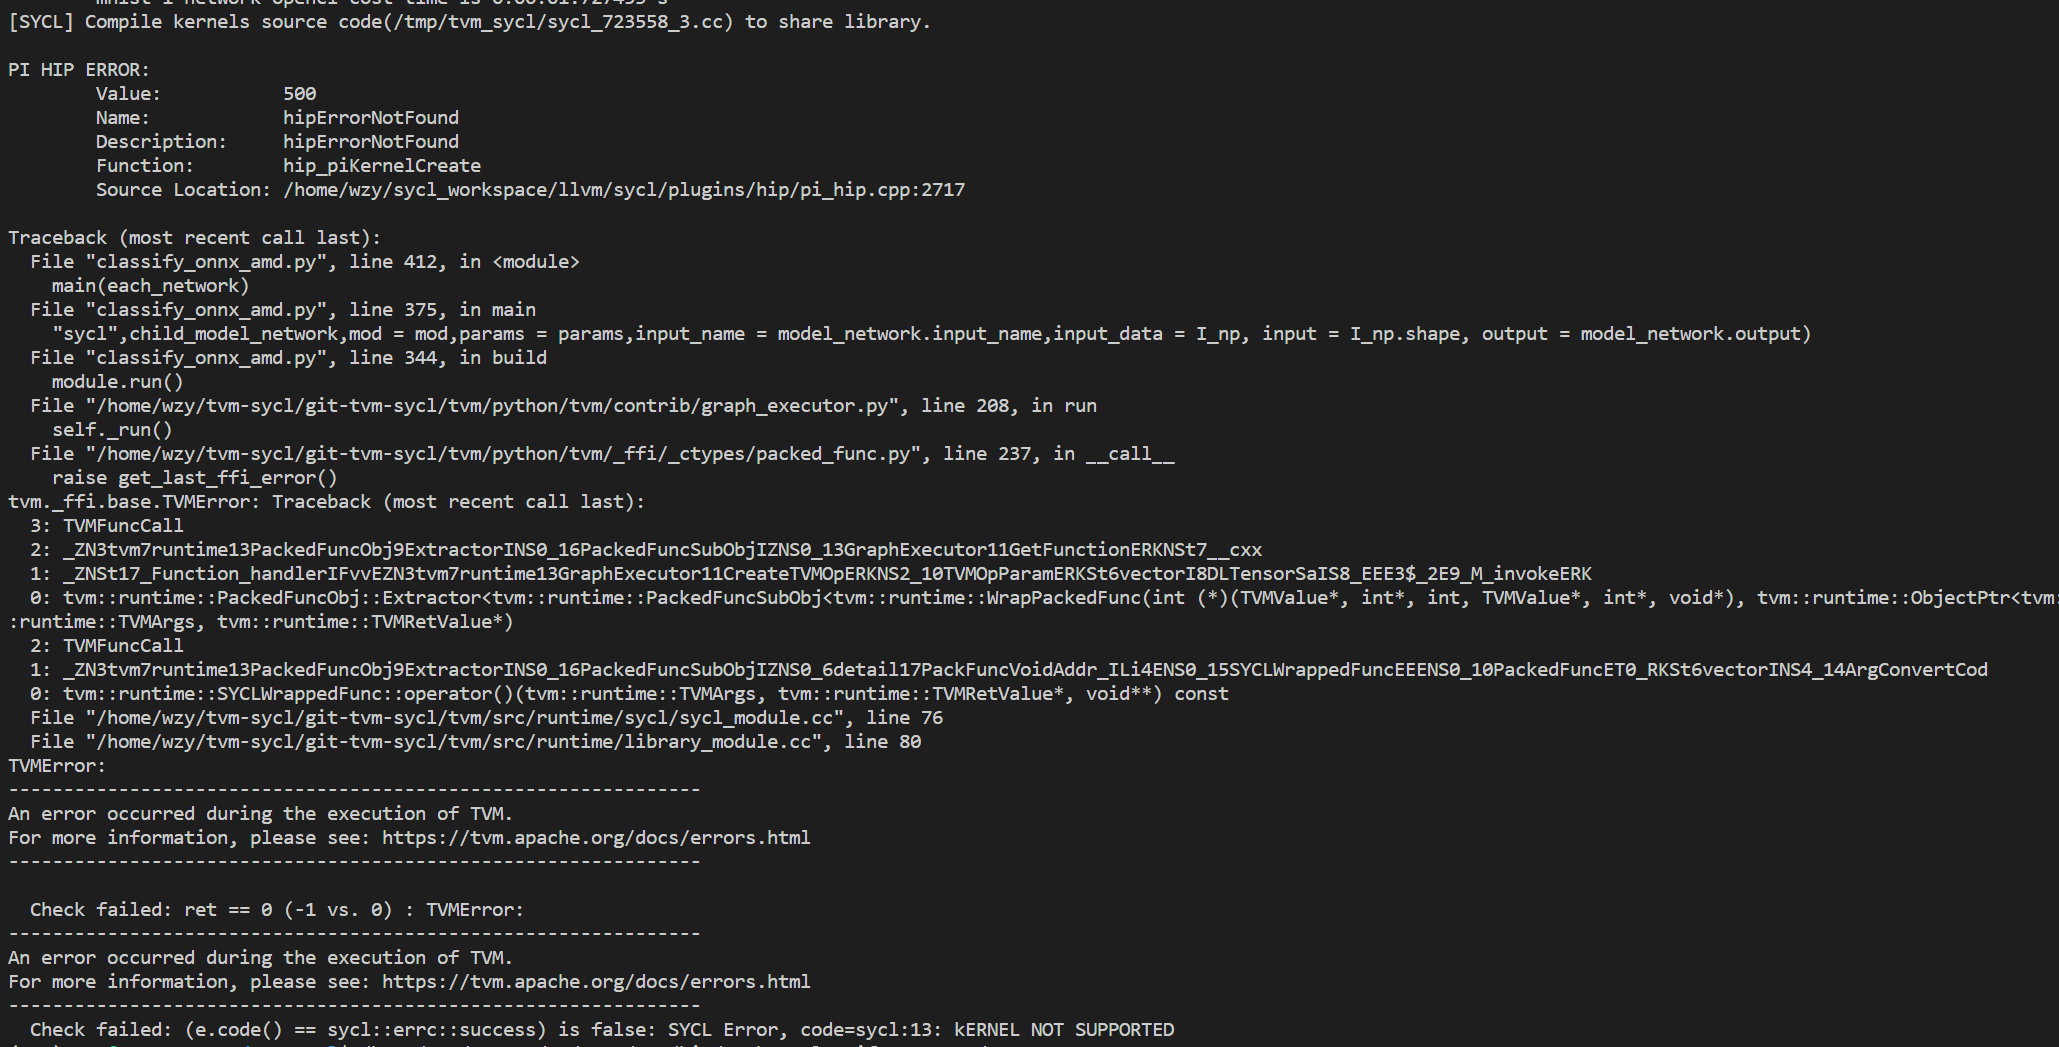 mnist-1 network opencl cost time is 0:00:01.727495 s
[SYCL] Compile kernels source code(/tmp/tvm_sycl/sycl_723558_3.cc) to share library.
PI HIP ERROR:
Value: 500
Name: hipErrorNotFound
Description: hipErrorNotFound
Function: hip_piKernelCreate
Source Location: /home/wzy/sycl_workspace/llvm/sycl/plugins/hip/pi_hip.cpp:2717
Traceback (most recent call last):
File "classify_onnx_amd.py", line 412, in <module>
main(each_network)
File "classify_onnx_amd.py", line 375, in main
"sycl",child_model_network,mod = mod,params = params,input_name = model_network.input_name,input_data = I_np, input = I_np.shape, output = model_network.output)
File "classify_onnx_amd.py", line 344, in build
module.run()
File "/home/wzy/tvm-sycl/git-tvm-sycl/tvm/python/tvm/contrib/graph_executor.py", line 208, in run
self._run()
File "/home/wzy/tvm-sycl/git-tvm-sycl/tvm/python/tvm/_ffi/_ctypes/packed_func.py", line 237, in __call__
raise get_last_ffi_error()
tvm._ffi.base.TVMError: Traceback (most recent call last):
3: TVMFuncCall
2: _ZN3tvm7runtime13PackedFuncObj9ExtractorINS0_16PackedFuncSubObjIZNS0_13GraphExecutor11GetFunctionERKNSt7__cxx
1: _ZNSt17_Function_handlerIFvvEZN3tvm7runtime13GraphExecutor11CreateTVMOpERKNS2_10TVMOpParamERKSt6vectorI8DLTensorSaIS8_EEE3$_2E9_M_invokeERK
0: tvm::runtime::PackedFuncObj::Extractor<tvm::runtime::PackedFuncSubObj<tvm::runtime::WrapPackedFunc(int (*)(TVMValue*, int*, int, TVMValue*, int*, void*), tvm::runtime::ObjectPtr<tvm:
:runtime::TVMArgs, tvm::runtime::TVMRetValue*)
2: TVMFuncCall
1: _ZN3tvm7runtime13PackedFuncObj9ExtractorINS0_16PackedFuncSubObjIZNS0_6detail17PackFuncVoidAddr_ILi4ENS0_15SYCLWrappedFuncEEENS0_10PackedFuncET0_RKSt6vectorINS4_14ArgConvertCod
0: tvm::runtime::SYCLWrappedFunc::operator()(tvm::runtime::TVMArgs, tvm::runtime::TVMRetValue*, void**) const
File "/home/wzy/tvm-sycl/git-tvm-sycl/tvm/src/runtime/sycl/sycl_module.cc", line 76
File "/home/wzy/tvm-sycl/git-tvm-sycl/tvm/src/runtime/library_module.cc", line 80
TVMError:
---------------------------------------------------------------
An error occurred during the execution of TVM.
For more information, please see: https://tvm.apache.org/docs/errors.html
---------------------------------------------------------------
Check failed: ret == 0 (-1 vs. 0) : TVMError:
---------------------------------------------------------------
An error occurred during the execution of TVM.
For more information, please see: https://tvm.apache.org/docs/errors.html
---------------------------------------------------------------
Check failed: (e.code() == sycl::errc::success) is false: SYCL Error, code=sycl:13: kERNEL NOT SUPPORTED